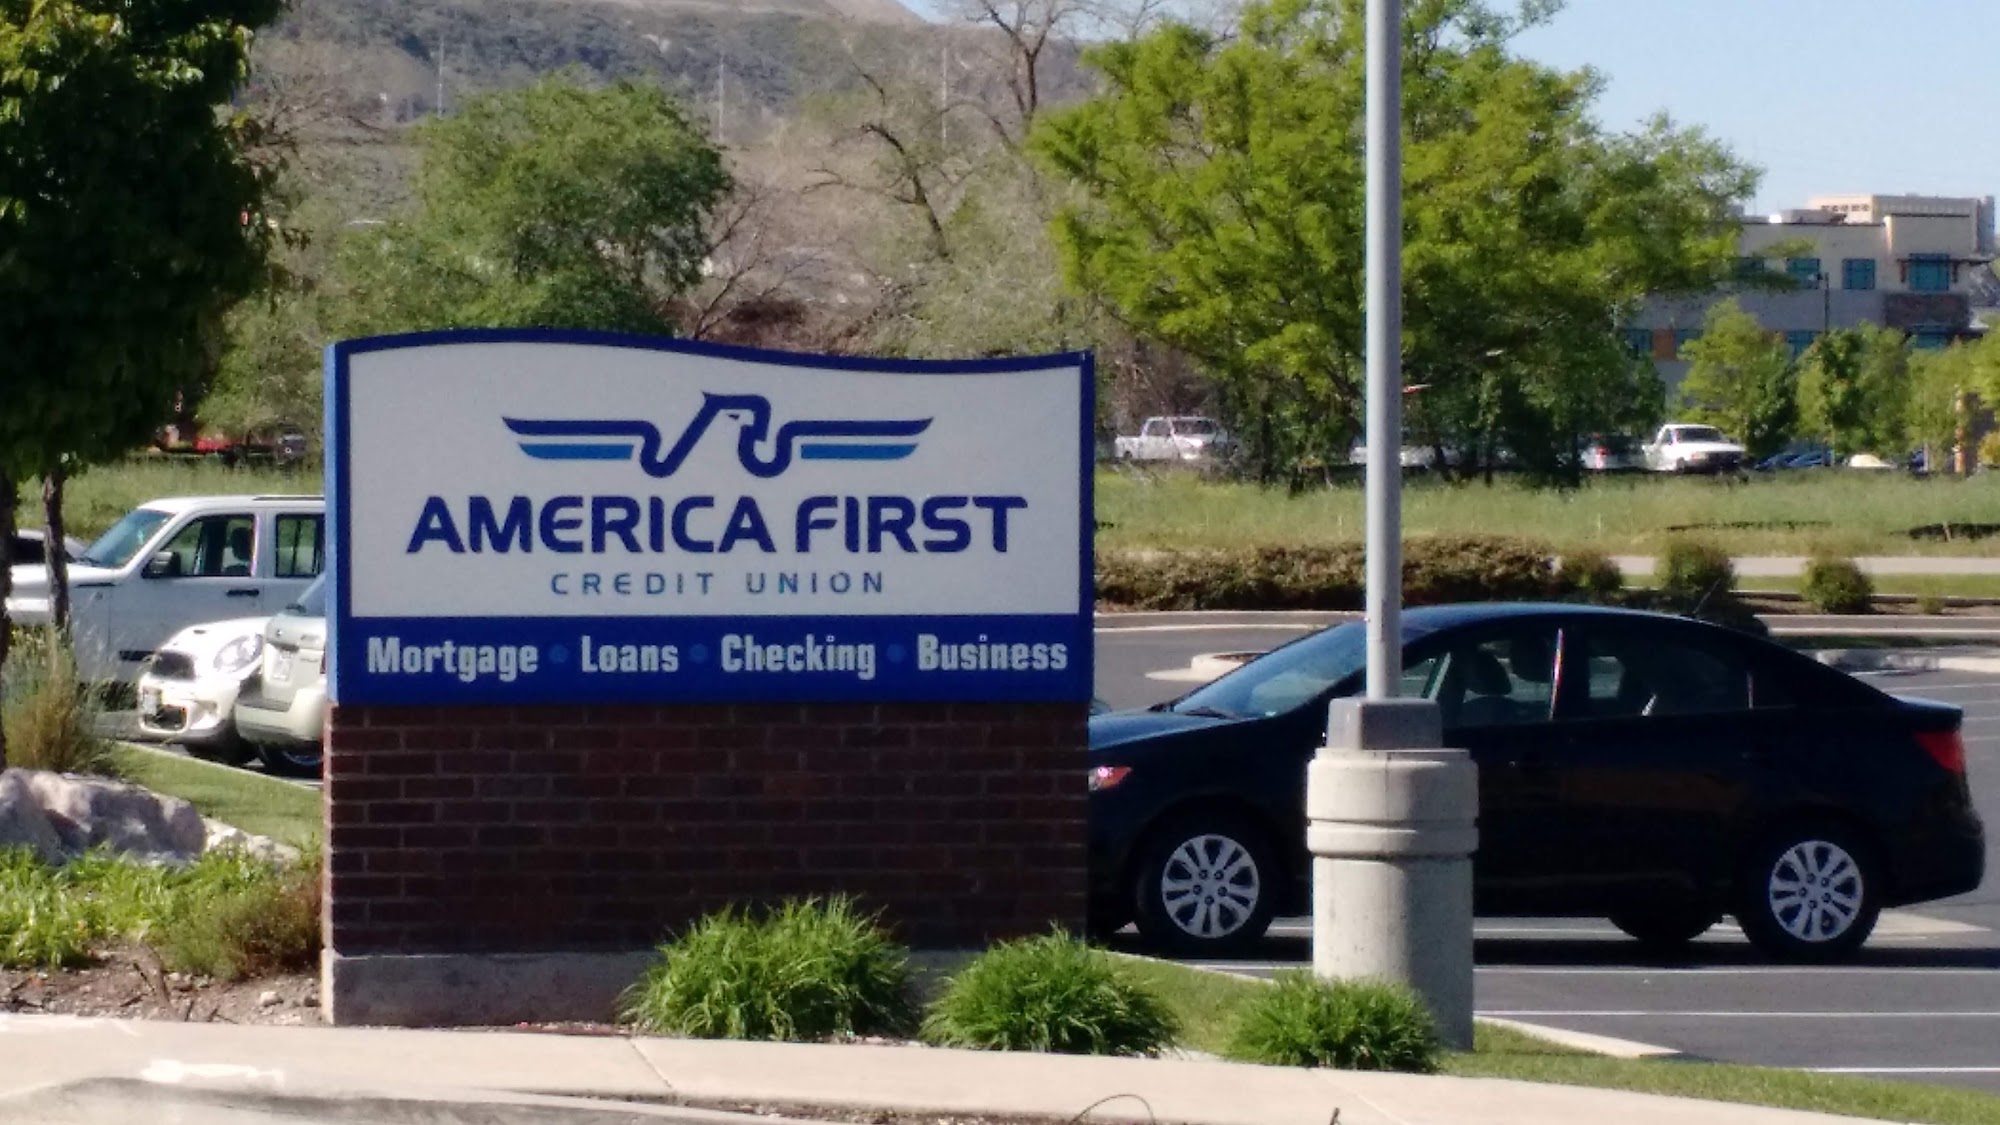 AMERICA FIRST
CREDIT UNION
Mortgage • Loans • Checking • Business